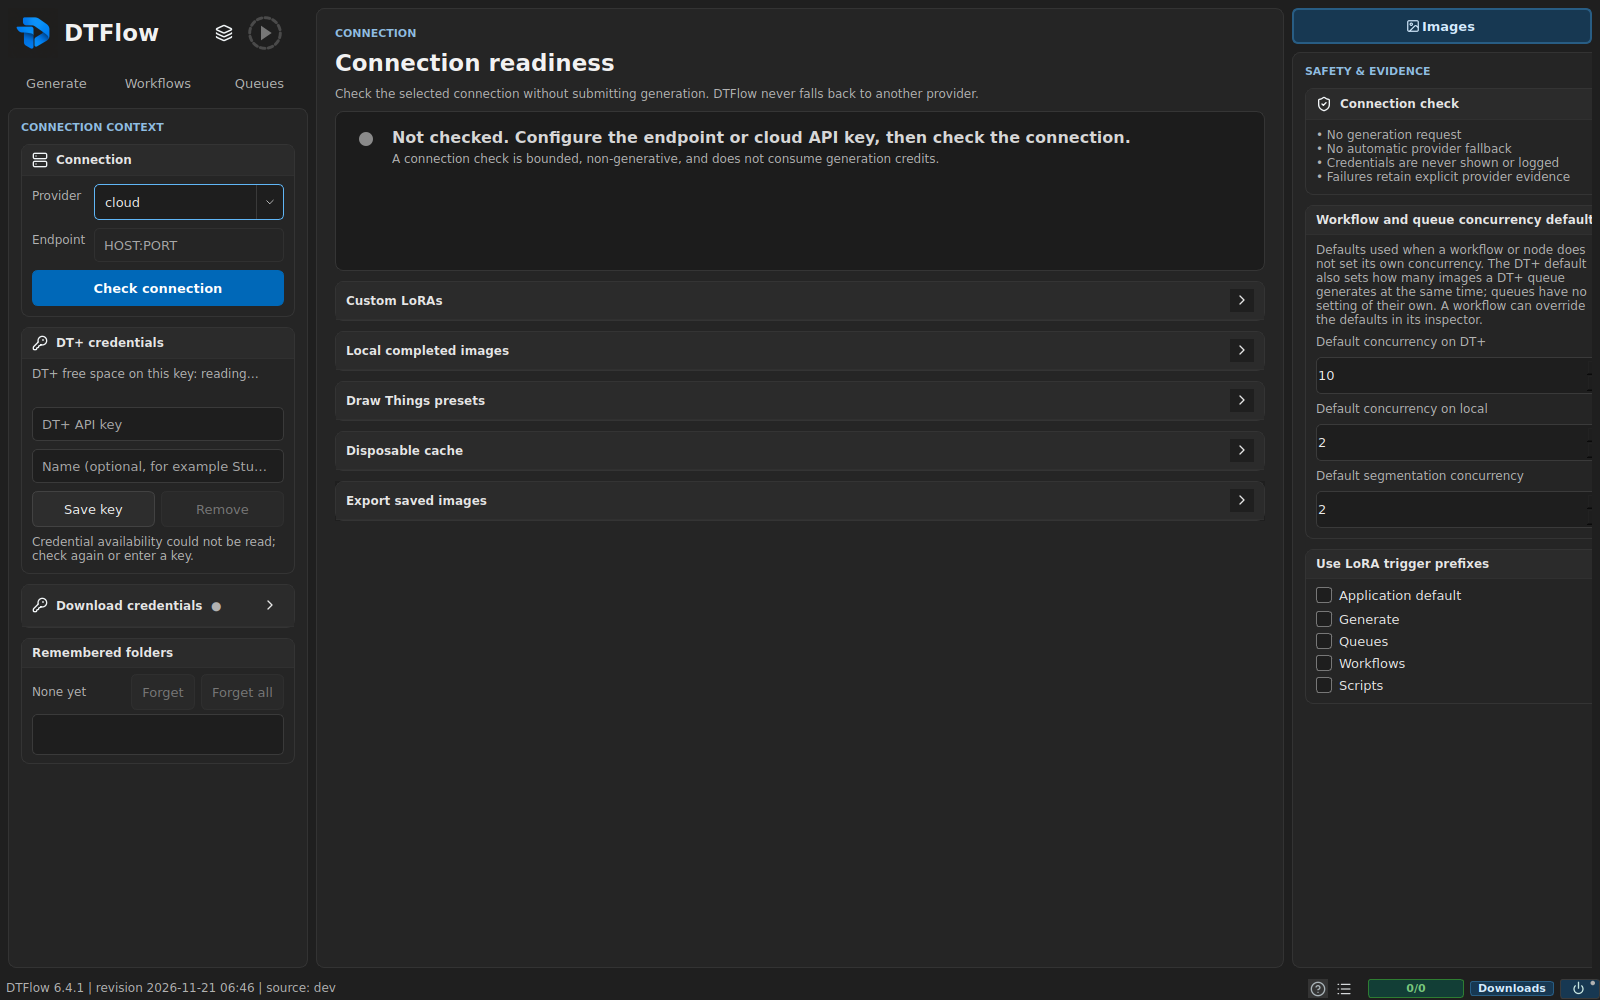 DTFlow
Generate
Workflows
Queues
CONNECTION CONTEXT
Connection
Provider
cloud
Endpoint
HOST:PORT
Check connection
DT+ credentials
DT+ free space on this key: reading...
DT+ API key
Name (optional, for example Stu...
Save key
Remove
Credential availability could not be read;
check again or enter a key.
Download credentials
Remembered folders
None yet
Forget
Forget all
CONNECTION
Connection readiness
Check the selected connection without submitting generation. DTFlow never falls back to another provider.
Not checked. Configure the endpoint or cloud API key, then check the connection.
A connection check is bounded, non-generative, and does not consume generation credits.
Custom LoRAs
Local completed images
Draw Things presets
Disposable cache
Export saved images
Images
SAFETY & EVIDENCE
Connection check
• No generation request
• No automatic provider fallback
• Credentials are never shown or logged
• Failures retain explicit provider evidence
Workflow and queue concurrency default
Defaults used when a workflow or node does
not set its own concurrency. The DT+ default
also sets how many images a DT+ queue
generates at the same time; queues have no
setting of their own. A workflow can override
the defaults in its inspector.
Default concurrency on DT+
10
Default concurrency on local
2
Default segmentation concurrency
2
Use LoRA trigger prefixes
Application default
Generate
Queues
Workflows
Scripts
DTFlow 6.4.1 | revision 2026-11-21 06:46 | source: dev
0/0
Downloads